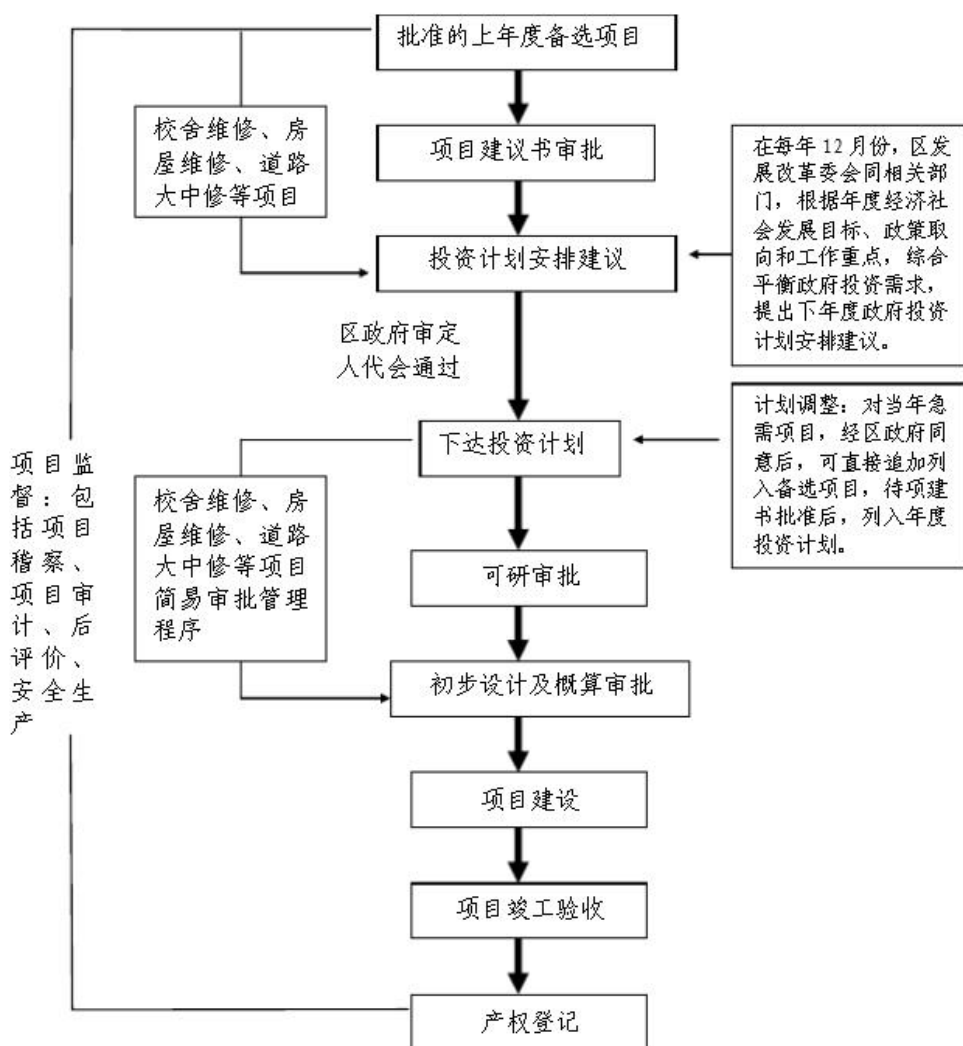 批准的上年度备选项目
校舍维修、房
屋维修、道路
大中修等项目
项目建议书审批
在每年12月份，区发
展改革委会同相关部
门，根据年度经济社
会发展目标、政策取
向和工作重点，综合
平衡政府投资需求，
提出下年度政府投资
计划安排建议。
投资计划安排建议
区政府审定
人代会通过
计划调整：对当年急
需项目，经区政府同
意后，可直接追加列
入备选项目，待项建
书批准后，列入年度
投资计划。
下达投资计划
项目监
督：包
括项目
稽察、
项目审
计、后
评价、
安全生
产
校舍维修、房
屋维修、道路
大中修等项目
简易审批管理
程序
可研审批
初步设计及概算审批
项目建设
项目竣工验收
产权登记